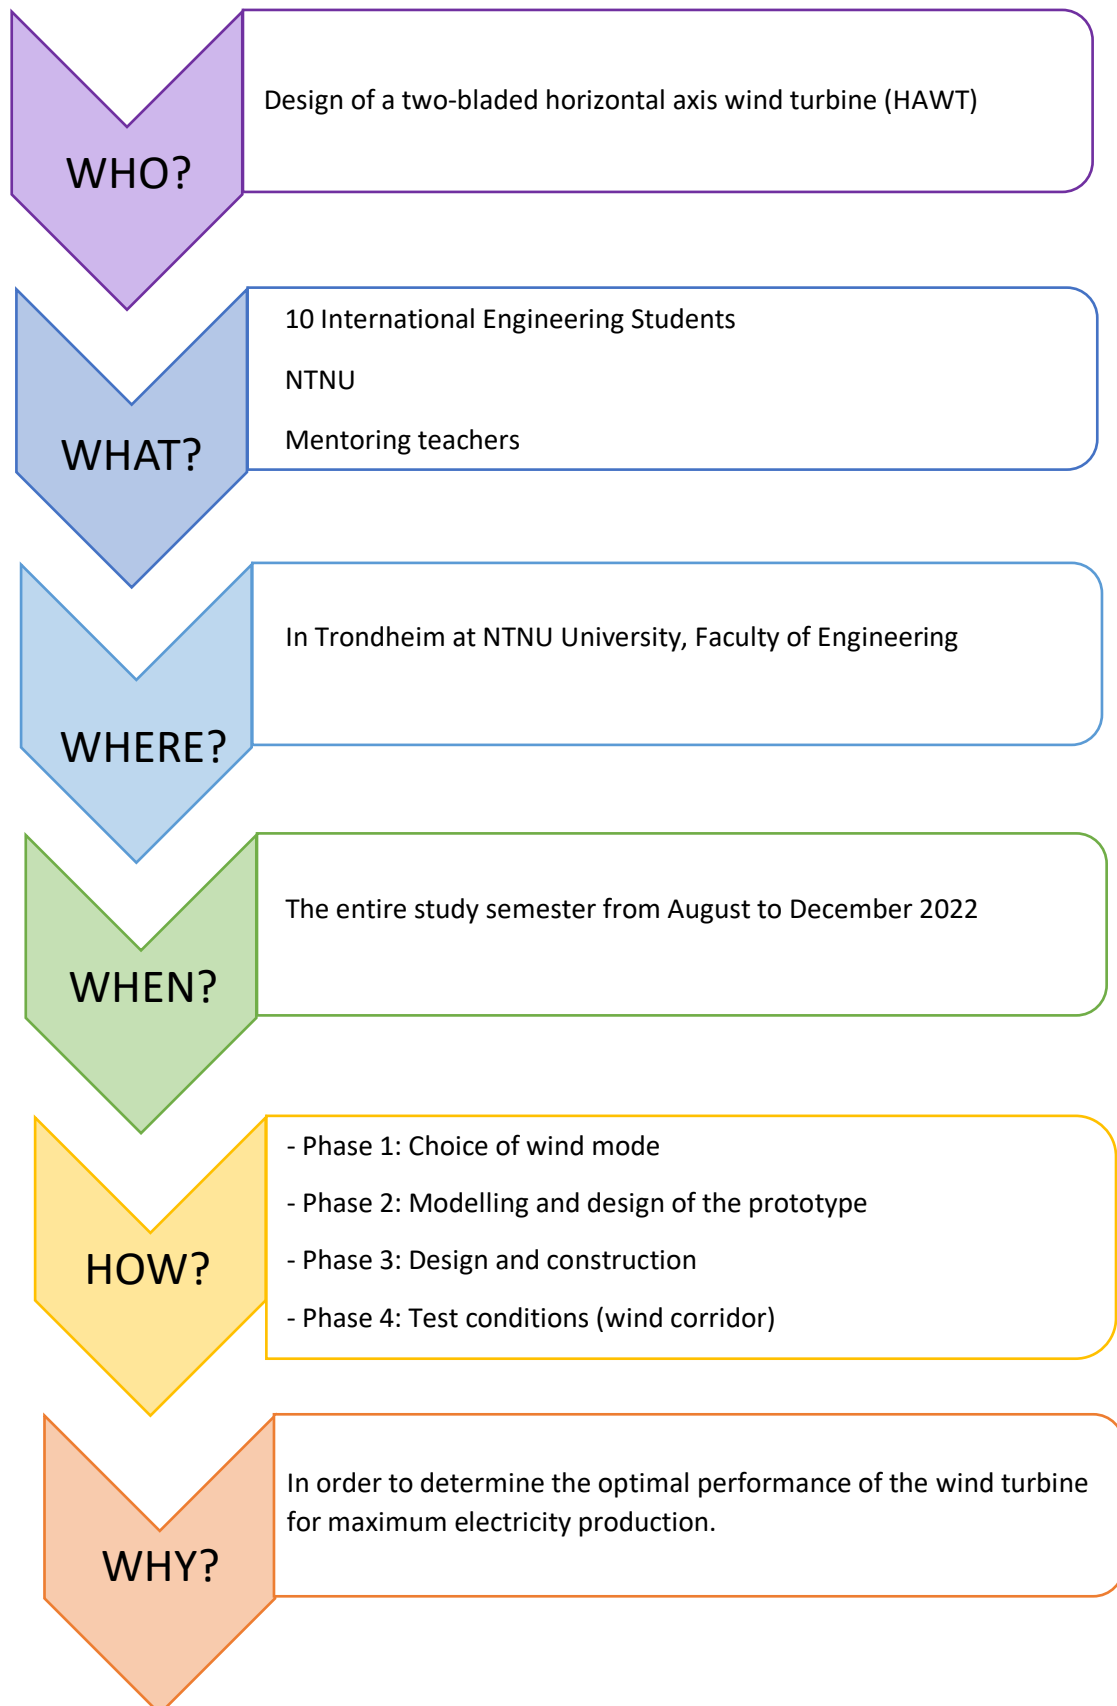 WHO?
Design of a two-bladed horizontal axis wind turbine (HAWT)
WHAT?
10 International Engineering Students
NTNU
Mentoring teachers
WHERE?
In Trondheim at NTNU University, Faculty of Engineering
WHEN?
The entire study semester from August to December 2022
HOW?
- Phase 1: Choice of wind mode
- Phase 2: Modelling and design of the prototype
- Phase 3: Design and construction
- Phase 4: Test conditions (wind corridor)
WHY?
In order to determine the optimal performance of the wind turbine
for maximum electricity production.